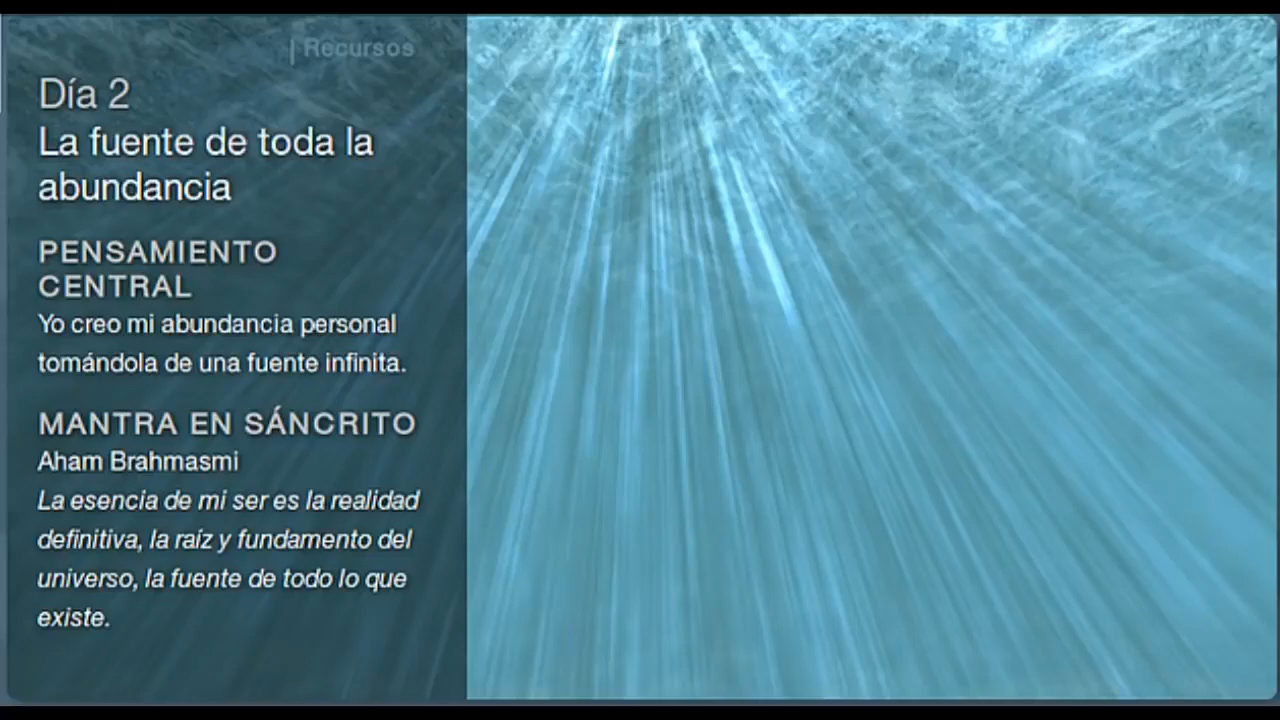 | Recursos
Día 2
La fuente de toda la
abundancia
PENSAMIENTO
CENTRAL
Yo creo mi abundancia personal
tomándola de una fuente infinita.
MANTRA EN SÁNCRITO
Aham Brahmasmi
La esencia de mi ser es la realidad
definitiva, la raíz y fundamento del
universo, la fuente de todo lo que
existe.